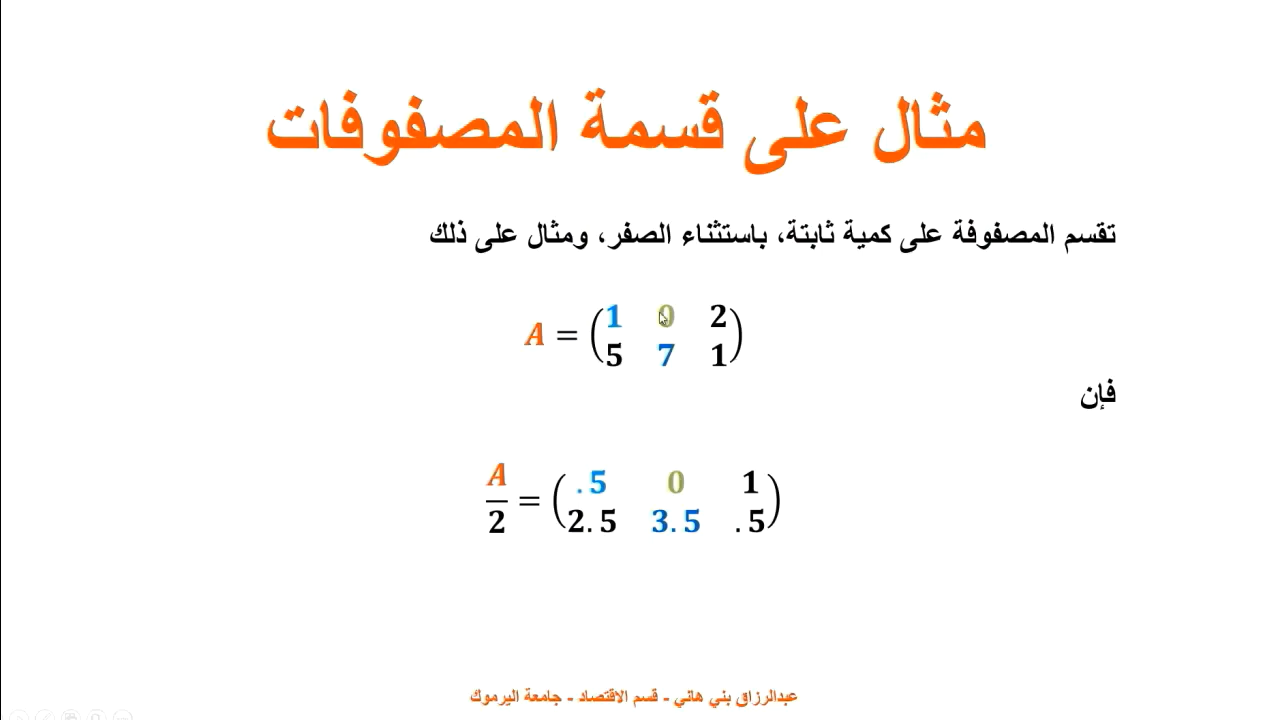 مثال على قسمة المصفوفات
تقسم المصفوفة على كمية ثابتة، باستثناء الصفر، ومثال على ذلك
A = (1 0 2
5 7 1)
فإن
A/2 = (.5 0 1
2.5 3.5 .5)
عبدالرزاق بني هاني - قسم الاقتصاد - جامعة اليرموك